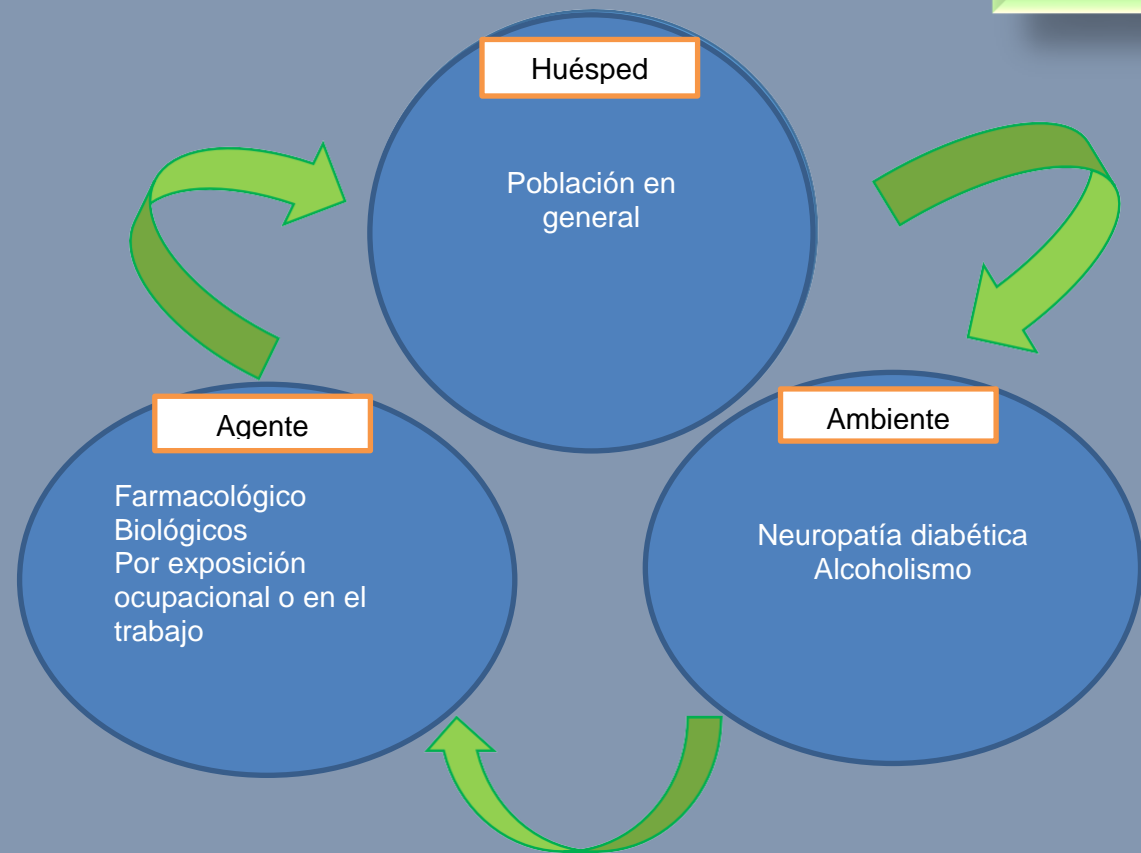 Huésped
Población en
general
Agente
Farmacológico
Biológicos
Por exposición
ocupacional o en el
trabajo
Ambiente
Neuropatía diabética
Alcoholismo